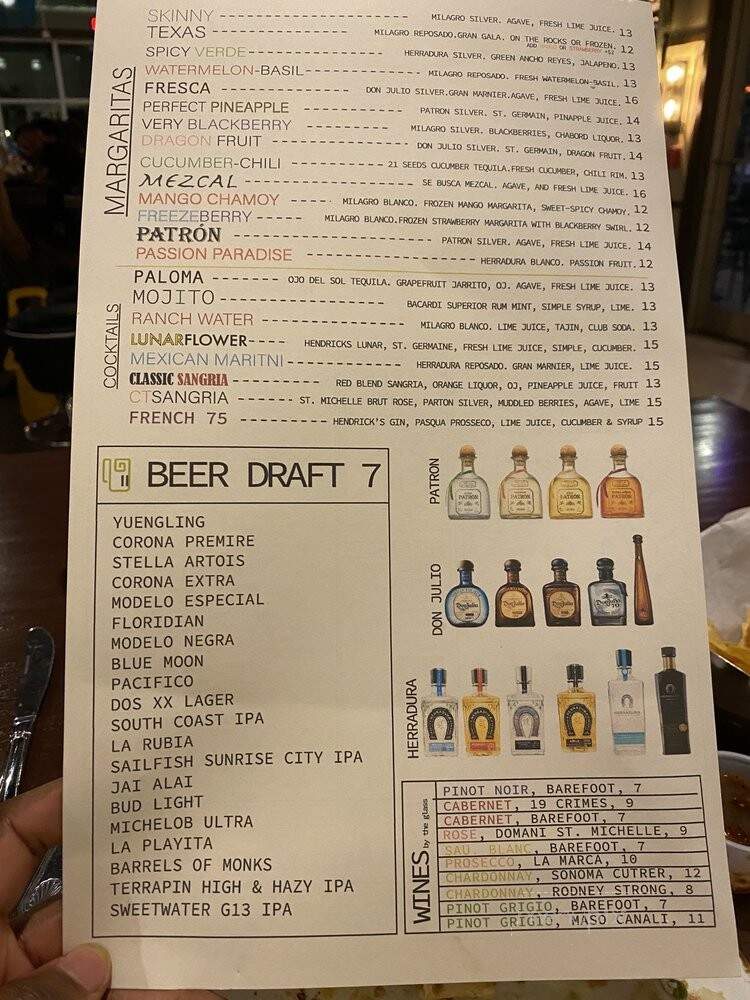 MARGARITAS
SKINNY ---- MILAGRO SILVER. AGAVE, FRESH LIME JUICE. 13
TEXAS ---- MILAGRO REPOSADO.GRAN GALA. ON THE ROCKS OR FROZEN. 12
ADD OR STRAWBERRY +$2
SPICY VERDE ---- HERRADURA SILVER. GREEN ANCHO REYES, JALAPENO. 13
WATERMELON-BASIL ---- MILAGRO REPOSADO. FRESH WATERMELON-BASIL. 13
FRESCA ---- DON JULIO SILVER.GRAN MARNIER.AGAVE, FRESH LIME JUICE. 16
PERFECT PINEAPPLE ---- PATRON SILVER. ST. GERMAIN, PINAPPLE JUICE. 14
VERY BLACKBERRY ---- MILAGRO SILVER. BLACKBERRIES, CHABORD LIQUOR. 13
DRAGON FRUIT ---- DON JULIO SILVER. ST. GERMAIN, DRAGON FRUIT. 14
CUCUMBER-CHILI ---- 21 SEEDS CUCUMBER TEQUILA.FRESH CUCUMBER, CHILI RIM. 13
MEZCAL ---- SE BUSCA MEZCAL. AGAVE, AND FRESH LIME JUICE. 16
MANGO CHAMOY ---- MILAGRO BLANCO. FROZEN MANGO MARGARITA, SWEET-SPICY CHAMOY. 12
FREEZEBERRY ---- MILAGRO BLANCO.FROZEN STRAWBERRY MARGARITA WITH BLACKBERRY SWIRL. 12
PATRÓN ---- PATRON SILVER. AGAVE, FRESH LIME JUICE. 14
PASSION PARADISE ---- HERRADURA BLANCO. PASSION FRUIT. 12
COCKTAILS
PALOMA ---- OJO DEL SOL TEQUILA. GRAPEFRUIT JARRITO, OJ. AGAVE, FRESH LIME JUICE. 13
MOJITO ---- BACARDI SUPERIOR RUM MINT, SIMPLE SYRUP, LIME. 13
RANCH WATER ---- MILAGRO BLANCO. LIME JUICE, TAJIN, CLUB SODA. 13
LUNARFLOWER ---- HENDRICKS LUNAR, ST. GERMAINE, FRESH LIME JUICE, SIMPLE, CUCUMBER. 15
MEXICAN MARITNI ---- HERRADURA REPOSADO. GRAN MARNIER, LIME JUICE. 15
CLASSIC SANGRIA ---- RED BLEND SANGRIA, ORANGE LIQUOR, OJ, PINEAPPLE JUICE, FRUIT 13
CTSANGRIA ---- ST. MICHELLE BRUT ROSE, PARTON SILVER, MUDDLED BERRIES, AGAVE, LIME 15
FRENCH 75 ---- HENDRICK'S GIN, PASQUA PROSSECO, LIME JUICE, CUCUMBER & SYRUP 15
BEER DRAFT 7
YUENGLING
CORONA PREMIRE
STELLA ARTOIS
CORONA EXTRA
MODELO ESPECIAL
FLORIDIAN
MODELO NEGRA
BLUE MOON
PACIFICO
DOS XX LAGER
SOUTH COAST IPA
LA RUBIA
SAILFISH SUNRISE CITY IPA
JAI ALAI
BUD LIGHT
MICHELOB ULTRA
LA PLAYITA
BARRELS OF MONKS
TERRAPIN HIGH & HAZY IPA
SWEETWATER G13 IPA
PATRON
DON JULIO
HERRADURA
WINES by the glass
PINOT NOIR, BAREFOOT, 7
CABERNET, 19 CRIMES, 9
CABERNET, BAREFOOT, 7
ROSE, DOMANI ST. MICHELLE, 9
SAU. BLANC, BAREFOOT, 7
PROSECCO, LA MARCA, 10
CHARDONNAY, SONOMA CUTRER, 12
CHARDONNAY, RODNEY STRONG, 8
PINOT GRIGIO, BAREFOOT, 7
PINOT GRIGIO, MASO CANALI, 11